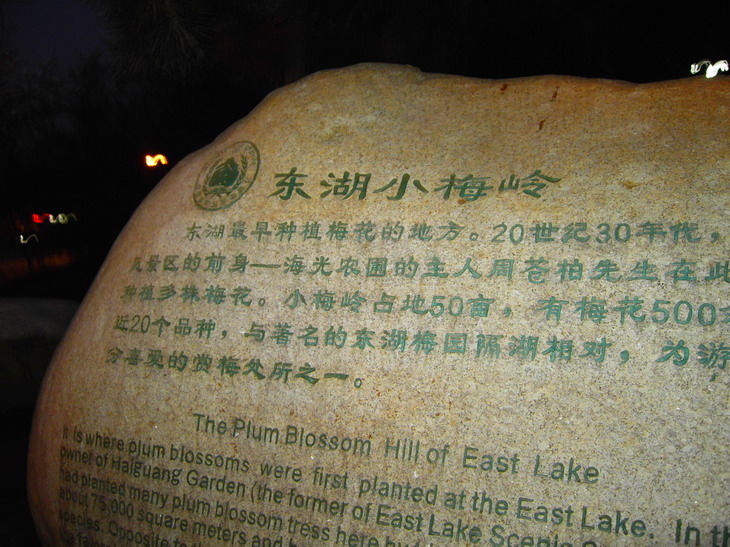 东湖小梅岭
东湖最早种植梅花的地方。20世纪30年代，
风景区的前身—海光农圃的主人周苍柏先生在此
种植多株梅花。小梅岭占地50亩，有梅花500
近20个品种，与著名的东湖梅园隔湖相对，为游
分喜爱的赏梅处所之一。
The Plum Blossom Hill of East Lake
It is where plum blossoms were first planted at the East Lake. In th
owner of Haiguang Garden (the former of East Lake Scenic
had planted many plum blossom tress here
about 75,000 square meters and
species. Opposite to